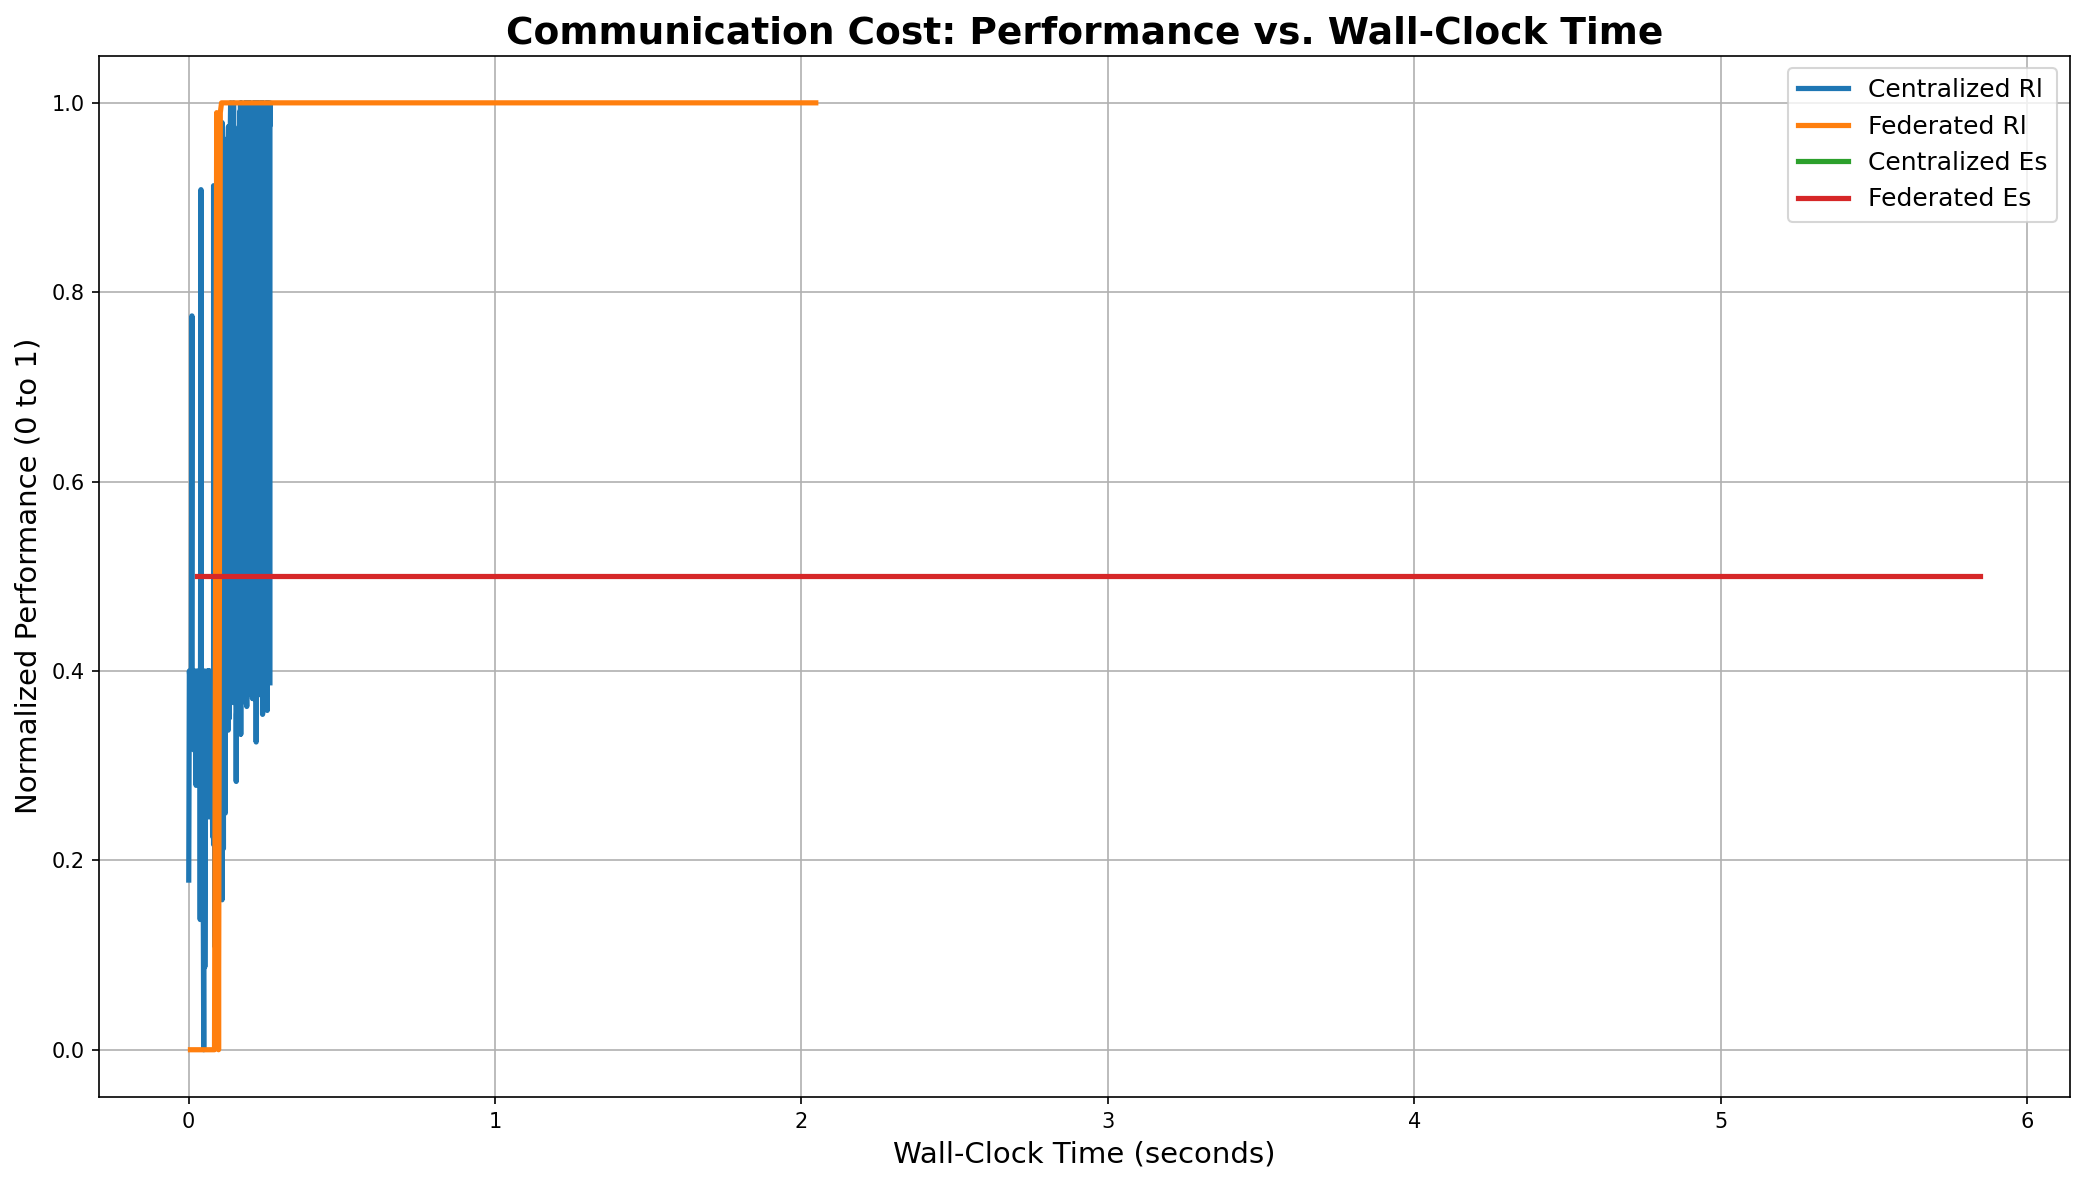 Communication Cost: Performance vs. Wall-Clock Time
Normalized Performance (0 to 1)
1.0
0.8
0.6
0.4
0.2
0.0
Centralized Rl
Federated Rl
Centralized Es
Federated Es
0 1 2 3 4 5 6
Wall-Clock Time (seconds)